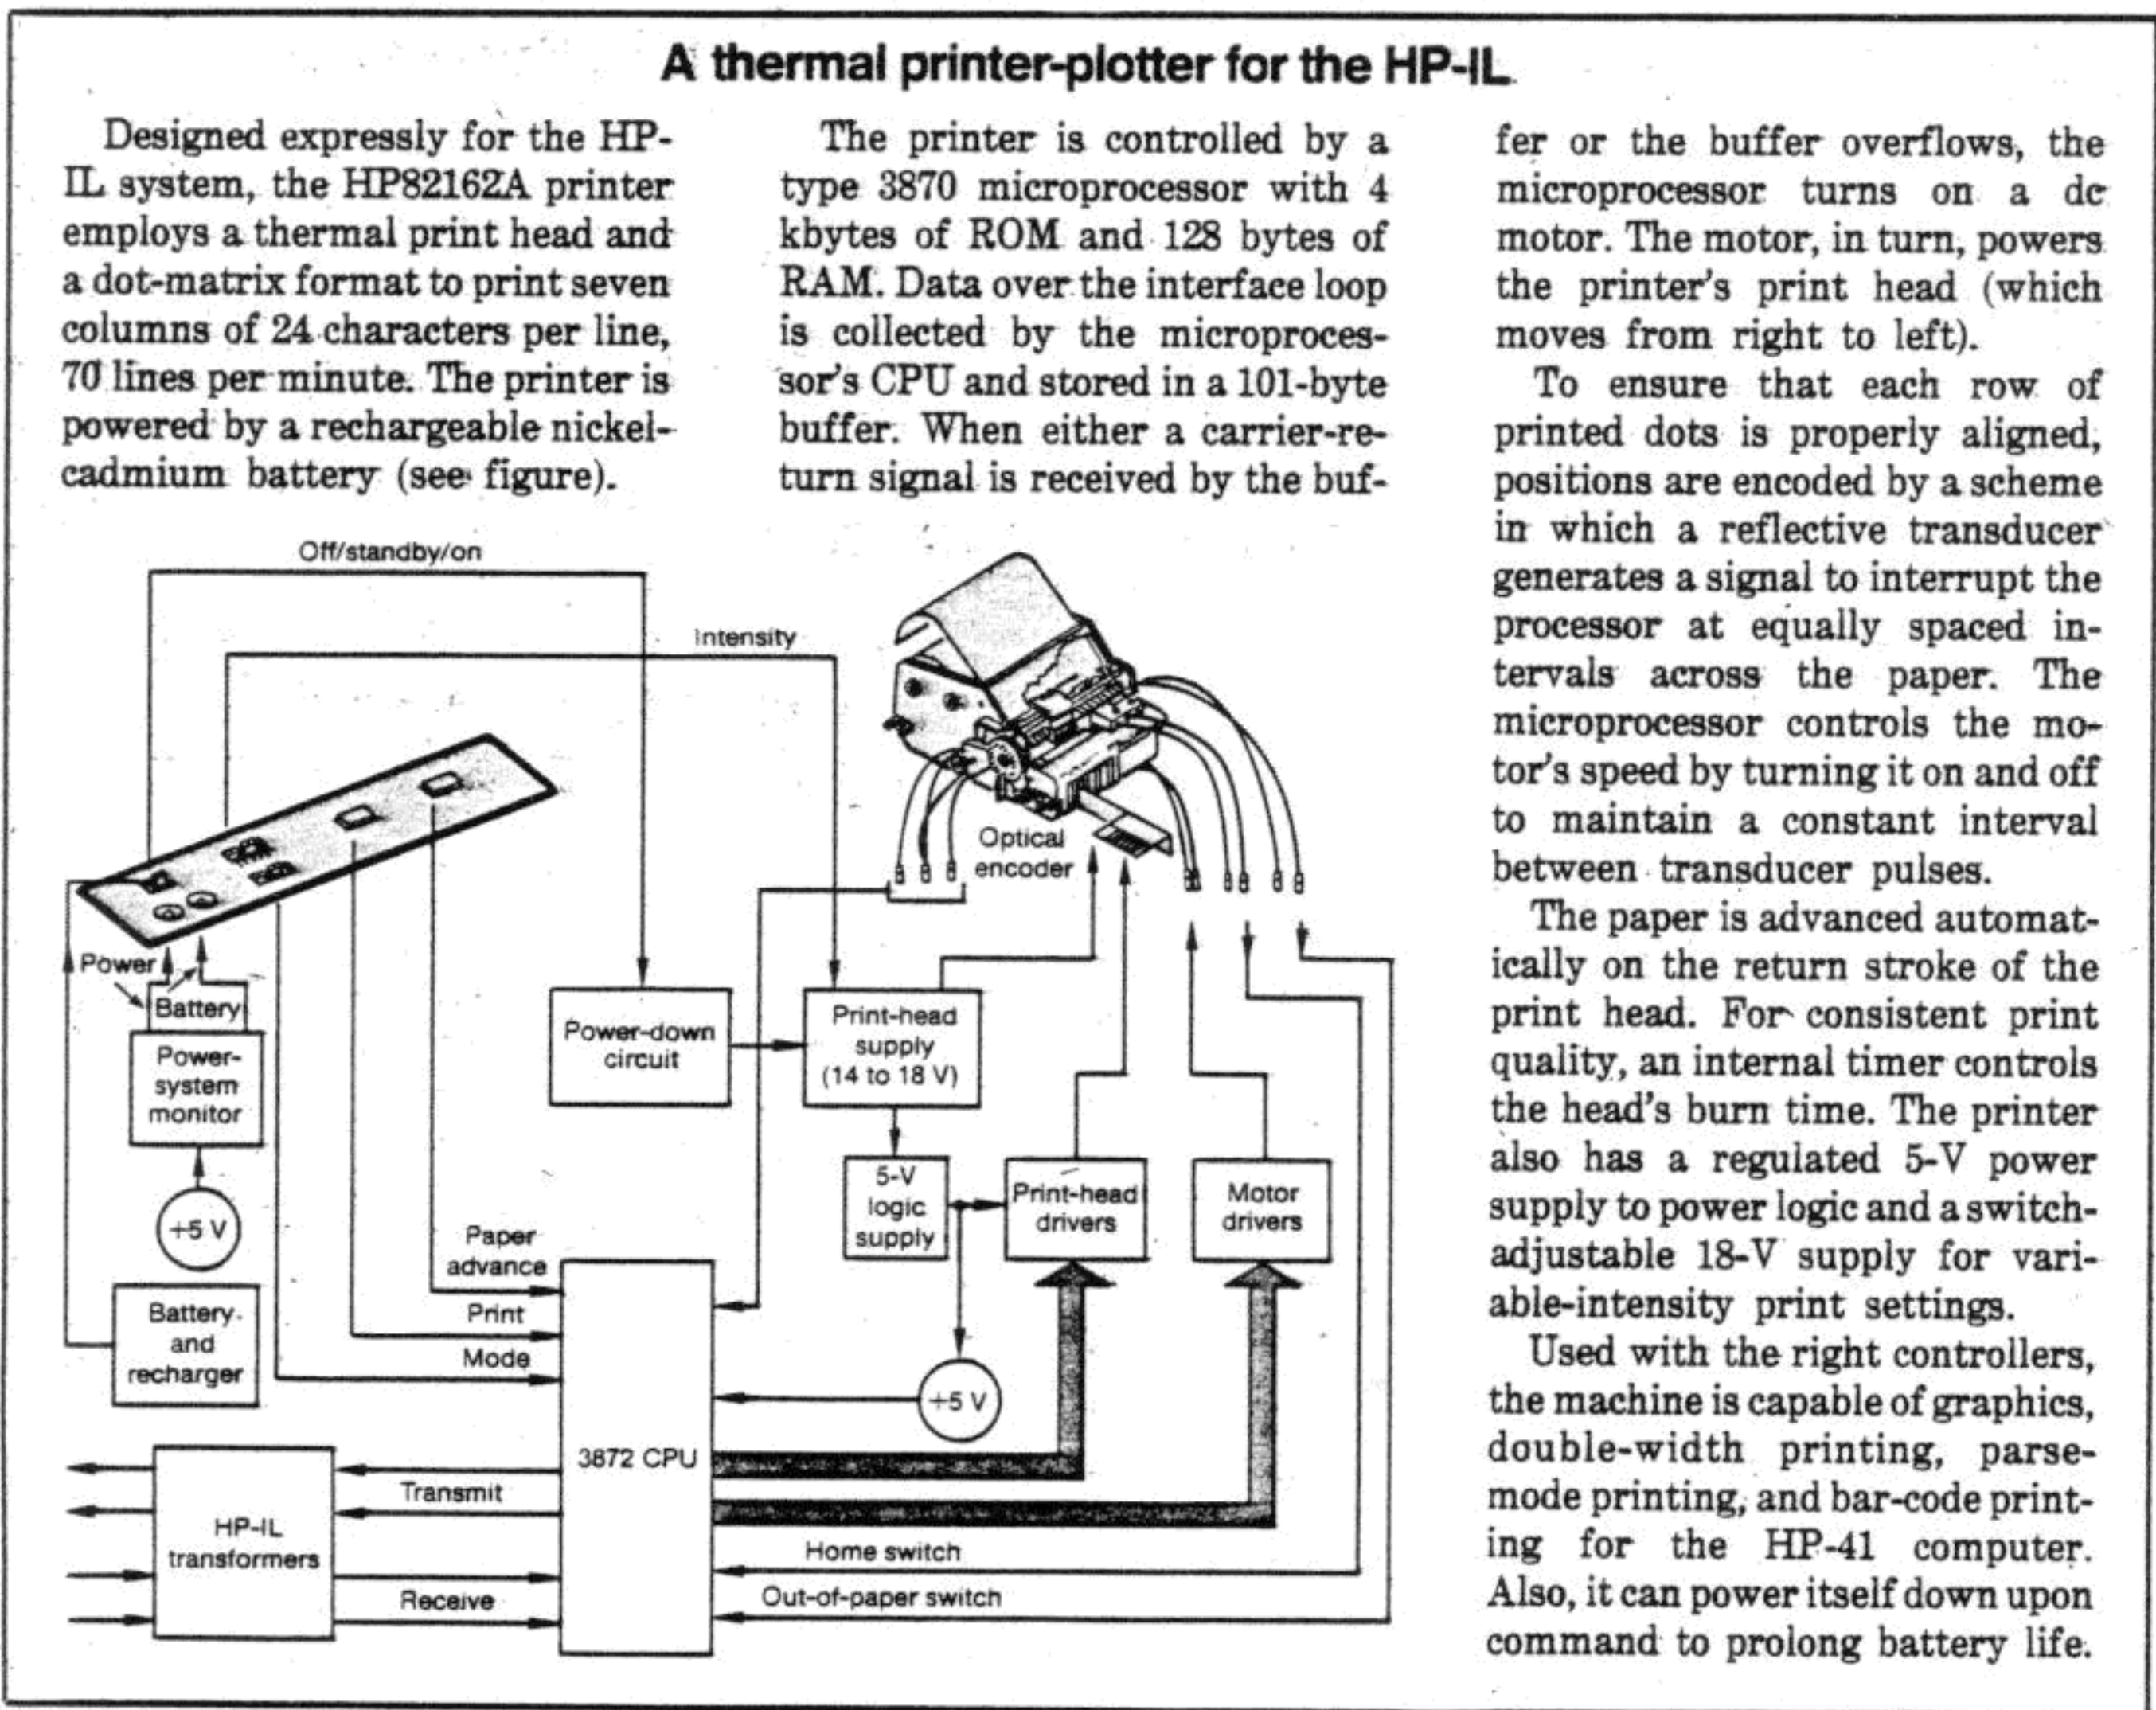 A thermal printer-plotter for the HP-IL
Designed expressly for the HP-
IL system, the HP82162A printer
employs a thermal print head and
a dot-matrix format to print seven
columns of 24 characters per line,
70 lines per minute. The printer is
powered by a rechargeable nickel-
cadmium battery (see figure).
The printer is controlled by a
type 3870 microprocessor with 4
kbytes of ROM and 128 bytes of
RAM. Data over the interface loop
is collected by the microproces-
sor's CPU and stored in a 101-byte
buffer. When either a carrier-re-
turn signal is received by the buf-
fer or the buffer overflows, the
microprocessor turns on a dc
motor. The motor, in turn, powers
the printer's print head (which
moves from right to left).
To ensure that each row of
printed dots is properly aligned,
positions are encoded by a scheme
in which a reflective transducer
generates a signal to interrupt the
processor at equally spaced in-
tervals across the paper. The
microprocessor controls the mo-
tor's speed by turning it on and off
to maintain a constant interval
between transducer pulses.
The paper is advanced automat-
ically on the return stroke of the
print head. For consistent print
quality, an internal timer controls
the head's burn time. The printer
also has a regulated 5-V power
supply to power logic and a switch-
adjustable 18-V supply for vari-
able-intensity print settings.
Used with the right controllers,
the machine is capable of graphics,
double-width printing, parse-
mode printing, and bar-code print-
ing for the HP-41 computer.
Also, it can power itself down upon
command to prolong battery life.
Off/standby/on
Intensity
Optical
encoder
Power
Battery
Power-
system
monitor
+5 V
Battery
and
recharger
Power-down
circuit
Print-head
supply
(14 to 18 V)
5-V
logic
supply
Print-head
drivers
Motor
drivers
Paper
advance
Print
Mode
+5 V
3872 CPU
HP-IL
transformers
Transmit
Receive
Home switch
Out-of-paper switch